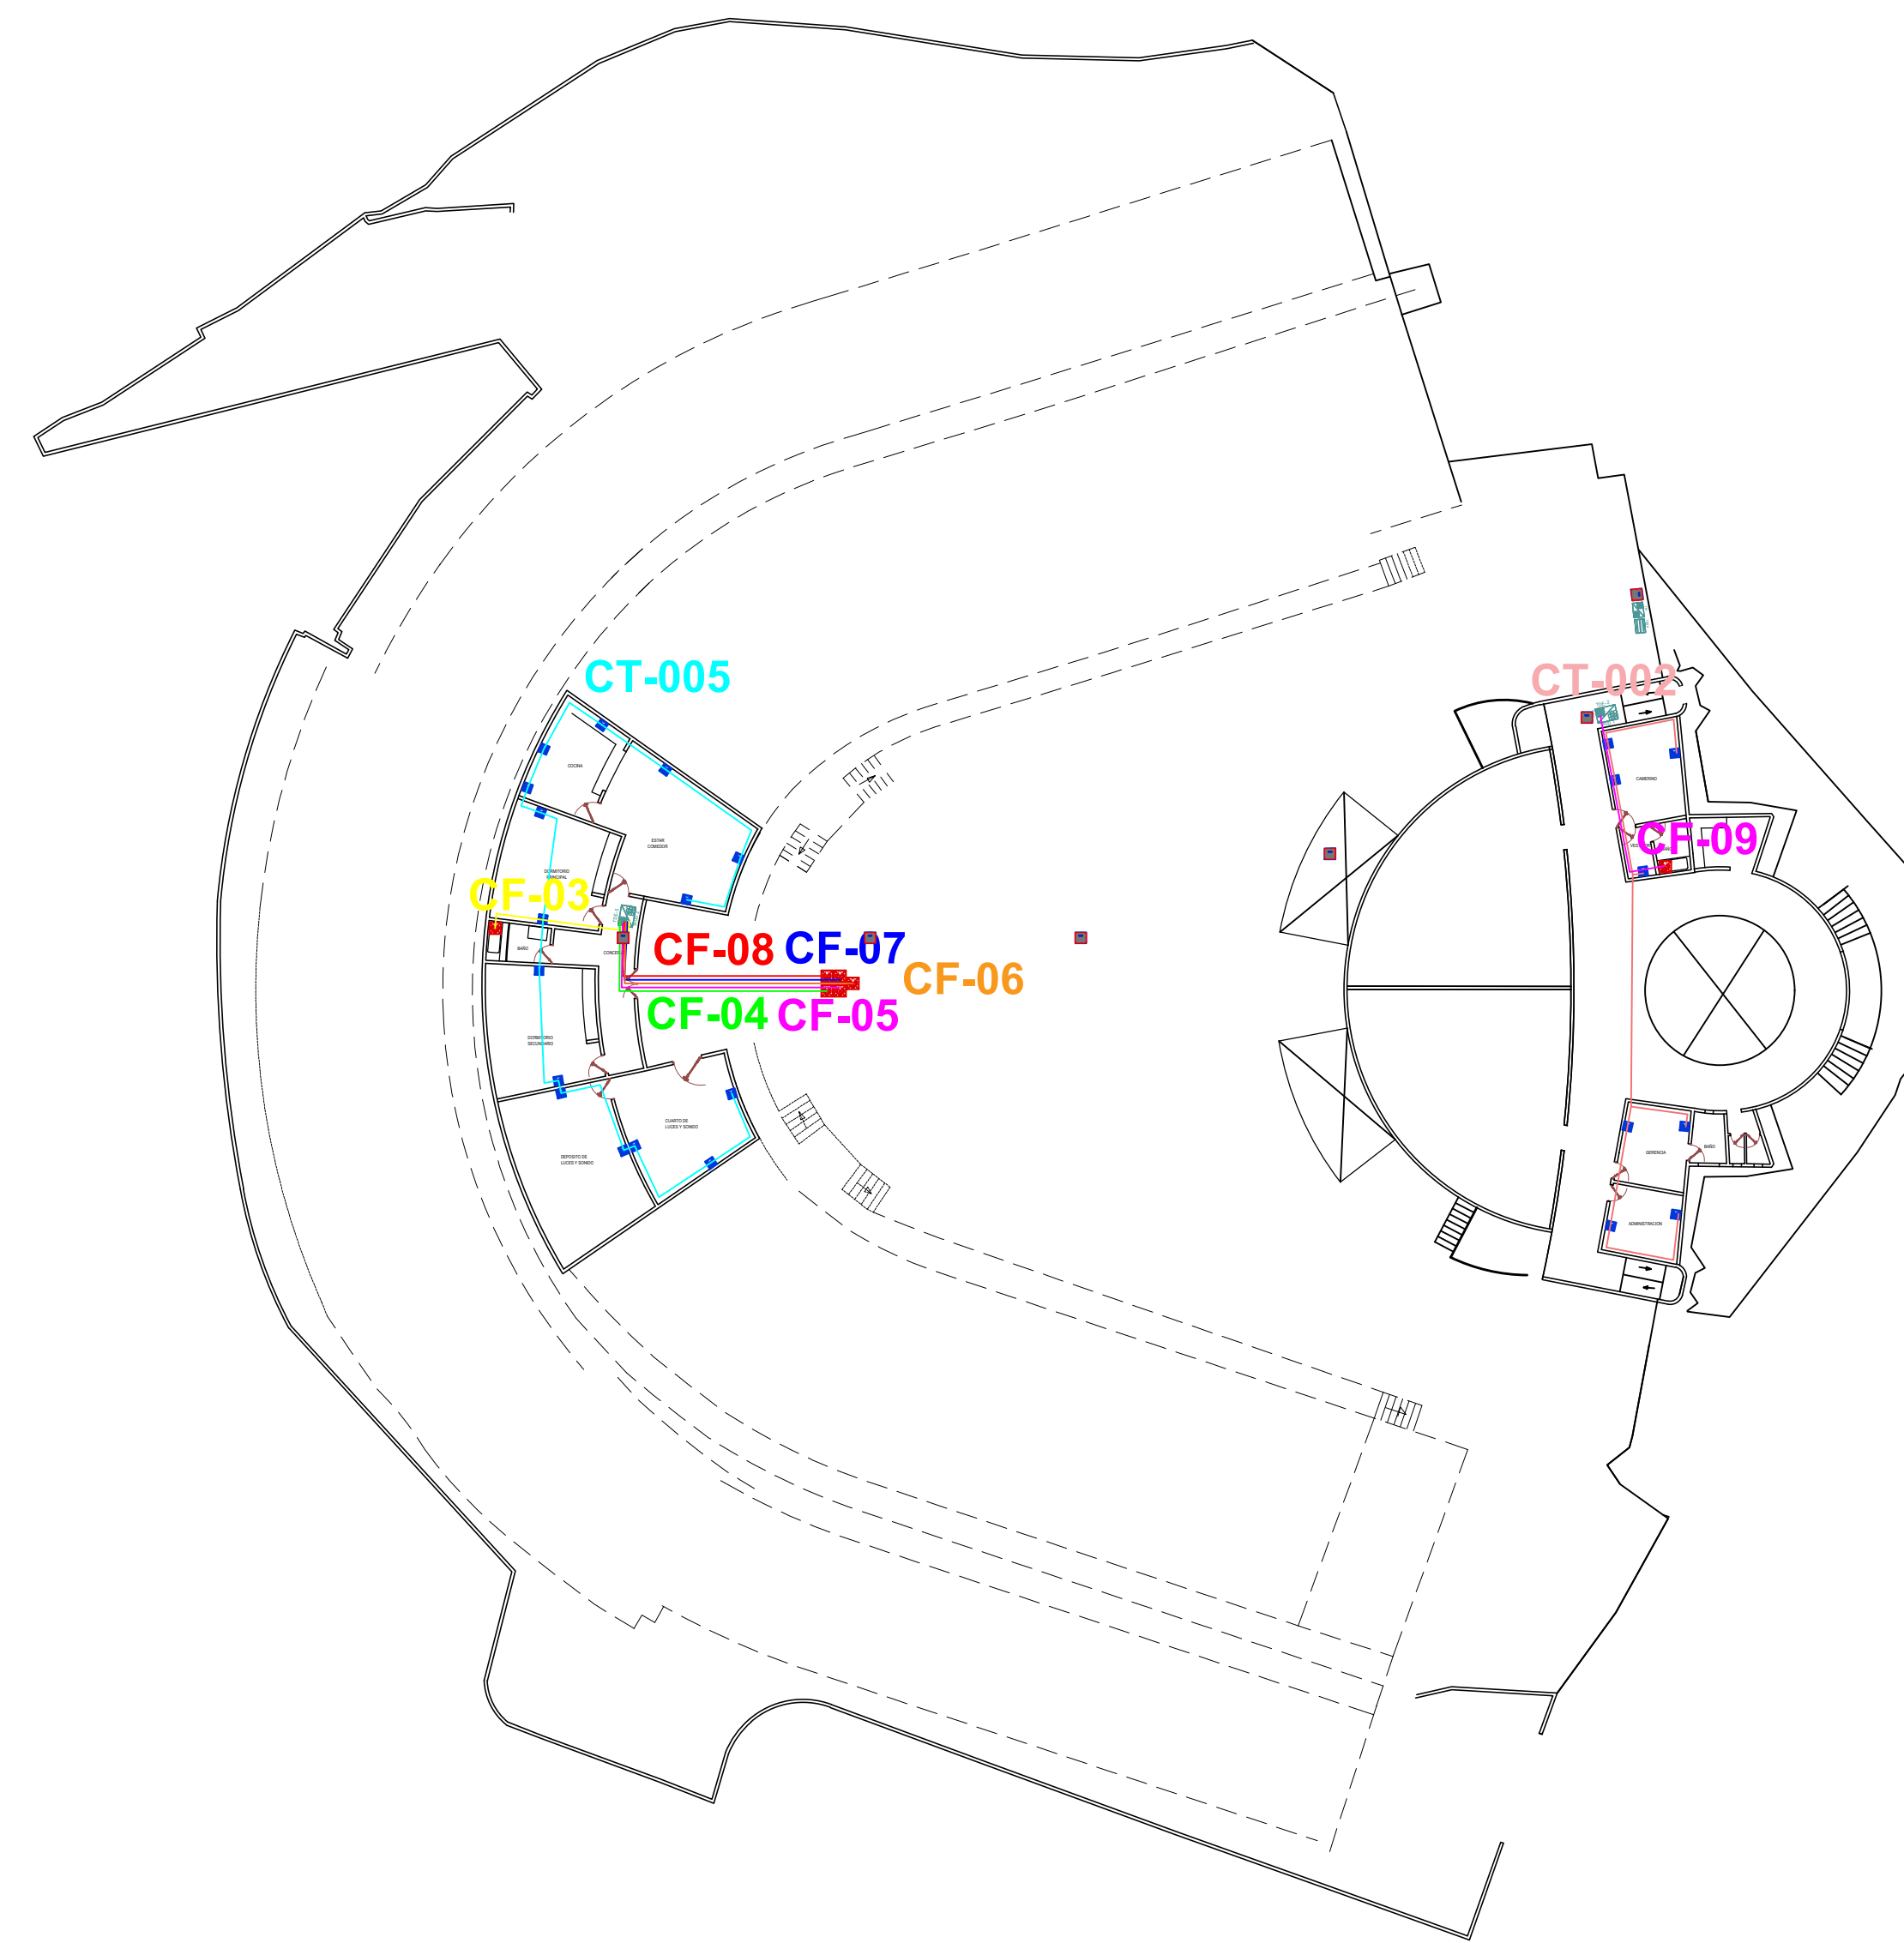 CT-005
CT-002
COCINA
CAMERINO
ESTAR
COMEDOR
CF-09
DORMITORIO
PRINCIPAL
CF-03
BAÑO
CF-08
CF-07
CF-06
CF-04
CF-05
DORMITORIO
SECUNDARIO
CUARTO DE
LUCES Y SONIDO
BAÑO
GERENCIA
DEPOSITO DE
LUCES Y SONIDO
ADMINISTRACION